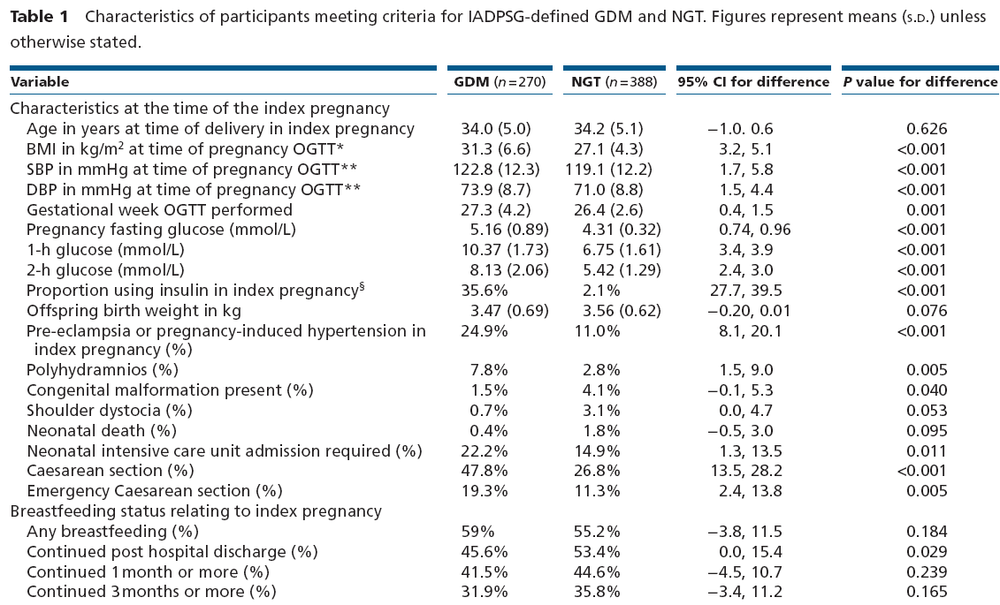 Table 1 Characteristics of participants meeting criteria for IADPSG-defined GDM and NGT. Figures represent means (S.D.) unless
otherwise stated.
Variable GDM (n=270) NGT (n=388) 95% CI for difference P value for difference
Characteristics at the time of the index pregnancy
Age in years at time of delivery in index pregnancy 34.0 (5.0) 34.2 (5.1) −1.0. 0.6 0.626
BMI in kg/m² at time of pregnancy OGTT* 31.3 (6.6) 27.1 (4.3) 3.2, 5.1 <0.001
SBP in mmHg at time of pregnancy OGTT** 122.8 (12.3) 119.1 (12.2) 1.7, 5.8 <0.001
DBP in mmHg at time of pregnancy OGTT** 73.9 (8.7) 71.0 (8.8) 1.5, 4.4 <0.001
Gestational week OGTT performed 27.3 (4.2) 26.4 (2.6) 0.4, 1.5 0.001
Pregnancy fasting glucose (mmol/L) 5.16 (0.89) 4.31 (0.32) 0.74, 0.96 <0.001
1-h glucose (mmol/L) 10.37 (1.73) 6.75 (1.61) 3.4, 3.9 <0.001
2-h glucose (mmol/L) 8.13 (2.06) 5.42 (1.29) 2.4, 3.0 <0.001
Proportion using insulin in index pregnancy§ 35.6% 2.1% 27.7, 39.5 <0.001
Offspring birth weight in kg 3.47 (0.69) 3.56 (0.62) −0.20, 0.01 0.076
Pre-eclampsia or pregnancy-induced hypertension in 24.9% 11.0% 8.1, 20.1 <0.001
index pregnancy (%)
Polyhydramnios (%) 7.8% 2.8% 1.5, 9.0 0.005
Congenital malformation present (%) 1.5% 4.1% −0.1, 5.3 0.040
Shoulder dystocia (%) 0.7% 3.1% 0.0, 4.7 0.053
Neonatal death (%) 0.4% 1.8% −0.5, 3.0 0.095
Neonatal intensive care unit admission required (%) 22.2% 14.9% 1.3, 13.5 0.011
Caesarean section (%) 47.8% 26.8% 13.5, 28.2 <0.001
Emergency Caesarean section (%) 19.3% 11.3% 2.4, 13.8 0.005
Breastfeeding status relating to index pregnancy
Any breastfeeding (%) 59% 55.2% −3.8, 11.5 0.184
Continued post hospital discharge (%) 45.6% 53.4% 0.0, 15.4 0.029
Continued 1 month or more (%) 41.5% 44.6% −4.5, 10.7 0.239
Continued 3 months or more (%) 31.9% 35.8% −3.4, 11.2 0.165